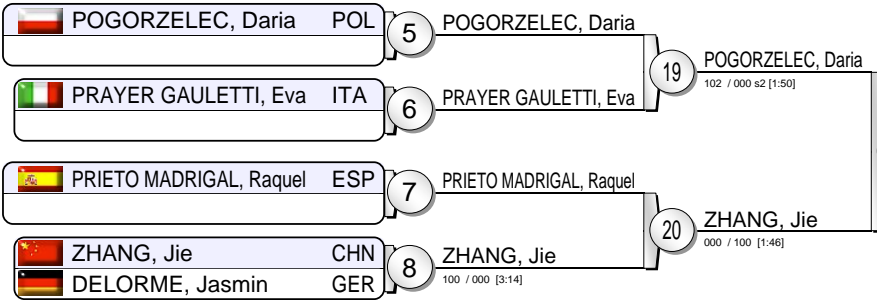 POGORZELEC, Daria POL
5
POGORZELEC, Daria
19
POGORZELEC, Daria
102 / 000 s2 [1:50]
PRAYER GAULETTI, Eva ITA
6
PRAYER GAULETTI, Eva
PRIETO MADRIGAL, Raquel ESP
7
PRIETO MADRIGAL, Raquel
20
ZHANG, Jie
000 / 100 [1:46]
ZHANG, Jie CHN
DELORME, Jasmin GER
8
ZHANG, Jie
100 / 000 [3:14]